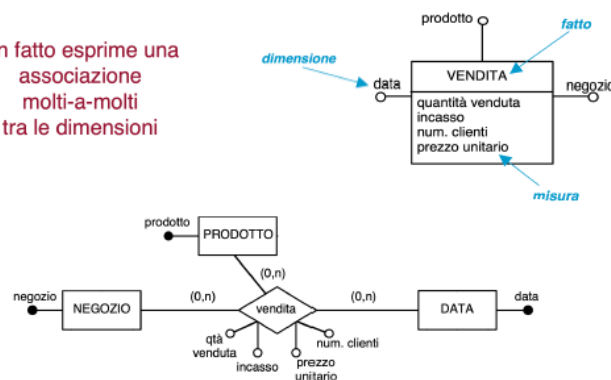 n fatto esprime una
associazione
molti-a-molti
tra le dimensioni
prodotto
fatto
dimensione
data
VENDITA
negozio
quantità venduta
incasso
num. clienti
prezzo unitario
misura
prodotto
PRODOTTO
(0,n)
negozio
NEGOZIO
(0,n)
vendita
(0,n)
DATA
data
qtà
venduta
incasso
prezzo
unitario
num. clienti